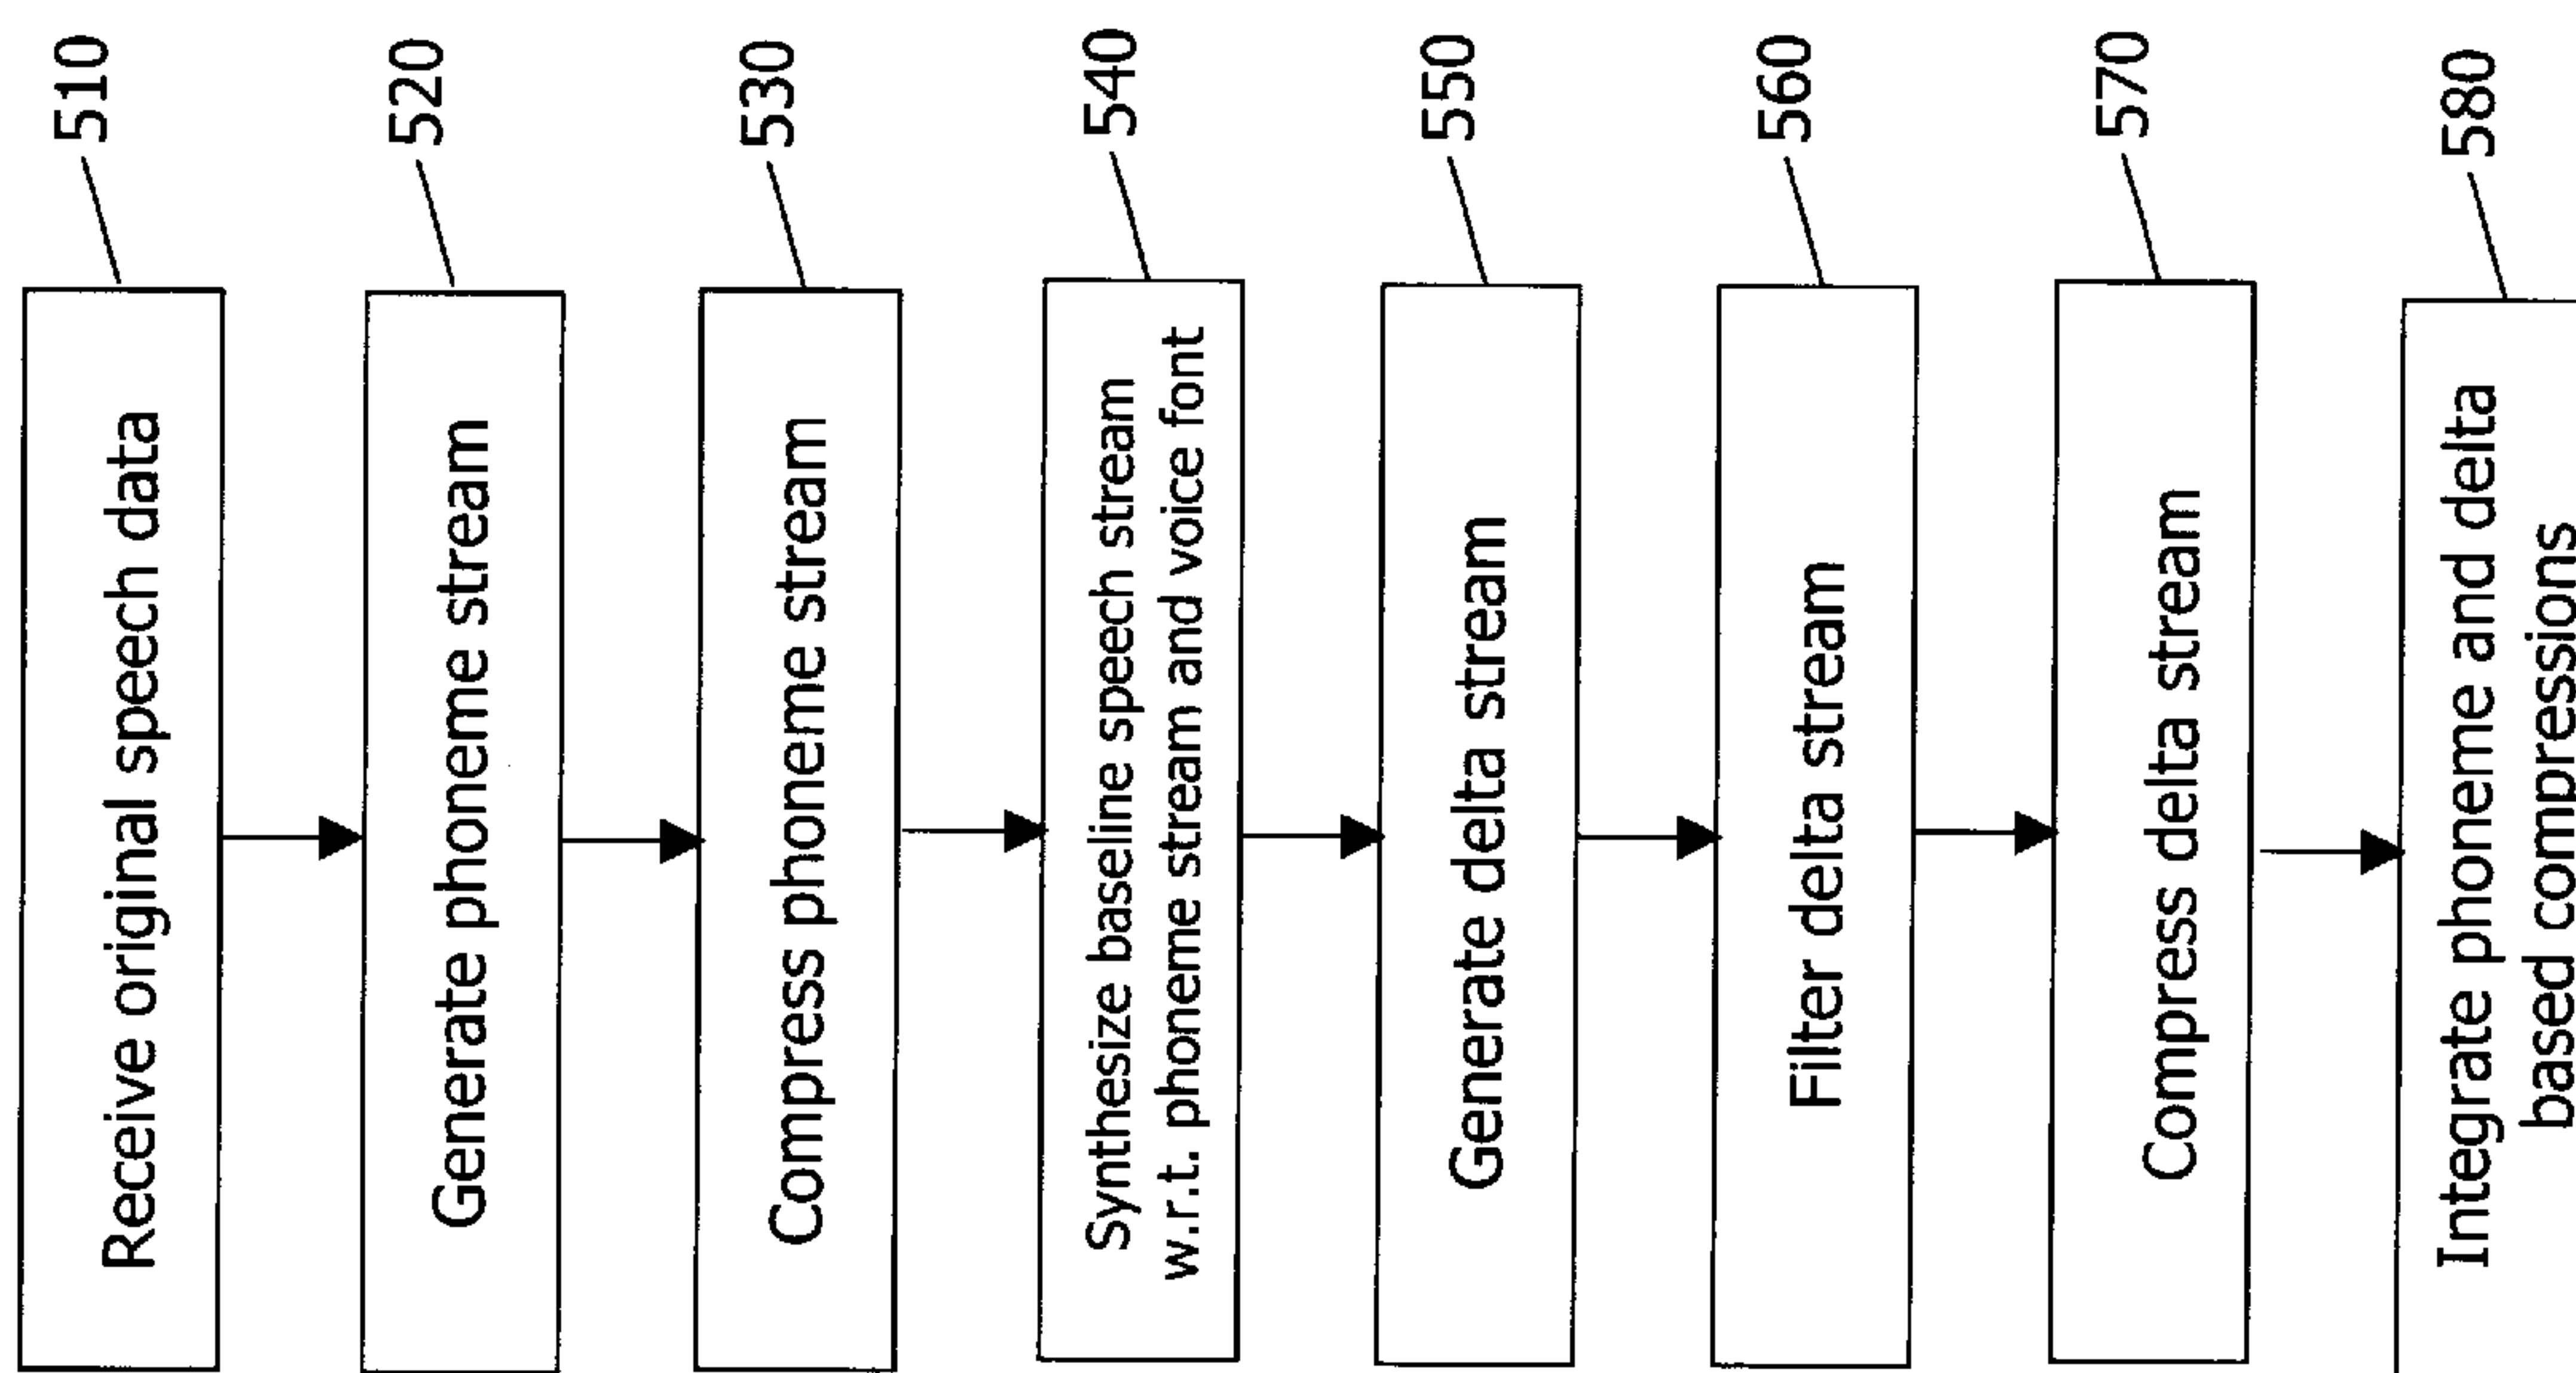 510
Receive original speech data
520
Generate phoneme stream
530
Compress phoneme stream
540
Synthesize baseline speech stream
w.r.t. phoneme stream and voice font
550
Generate delta stream
560
Filter delta stream
570
Compress delta stream
580
Integrate phoneme and delta
based compressions